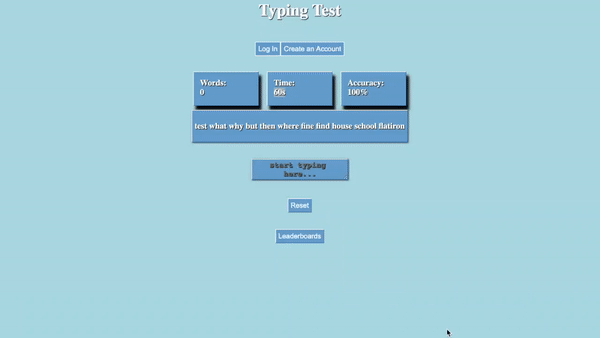 Typing Test
Log In
Create an Account
Words:
0
Time:
60s
Accuracy:
100%
test what why but then where fine find house school flatiron
start typing
here...
Reset
Leaderboards